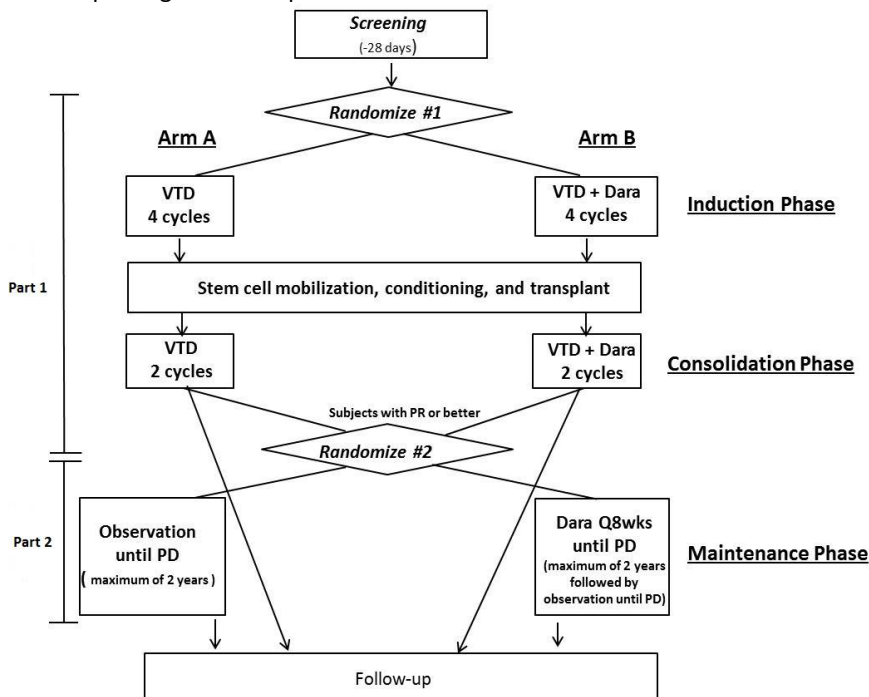 Screening
(-28 days)
Randomize #1
Arm A
Arm B
VTD
4 cycles
VTD + Dara
4 cycles
Induction Phase
Part 1
Stem cell mobilization, conditioning, and transplant
VTD
2 cycles
VTD + Dara
2 cycles
Consolidation Phase
Subjects with PR or better
Randomize #2
Part 2
Observation
until PD
( maximum of 2 years )
Dara Q8wks
until PD
(maximum of 2 years
followed by
observation until PD)
Maintenance Phase
Follow-up